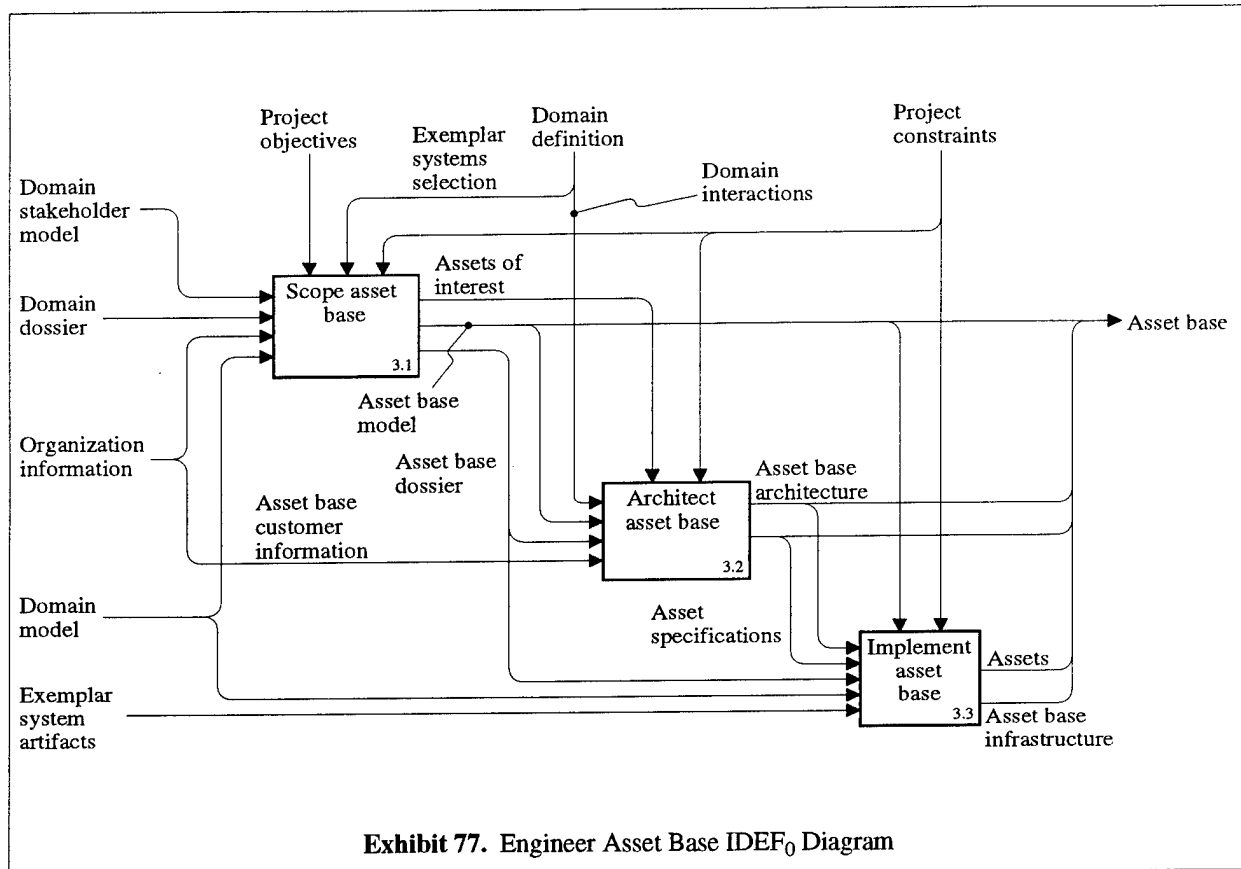 Project
objectives
Exemplar
systems
selection
Domain
definition
Project
constraints
Domain
interactions
Domain
stakeholder
model
Domain
dossier
Organization
information
Domain
model
Exemplar
system
artifacts
Scope asset
base
3.1
Assets of
interest
Asset base
model
Asset base
dossier
Asset base
customer
information
Architect
asset base
3.2
Asset base
architecture
Asset
specifications
Implement
asset
base
3.3
Assets
Asset base
infrastructure
Asset base
Exhibit 77. Engineer Asset Base IDEF0 Diagram